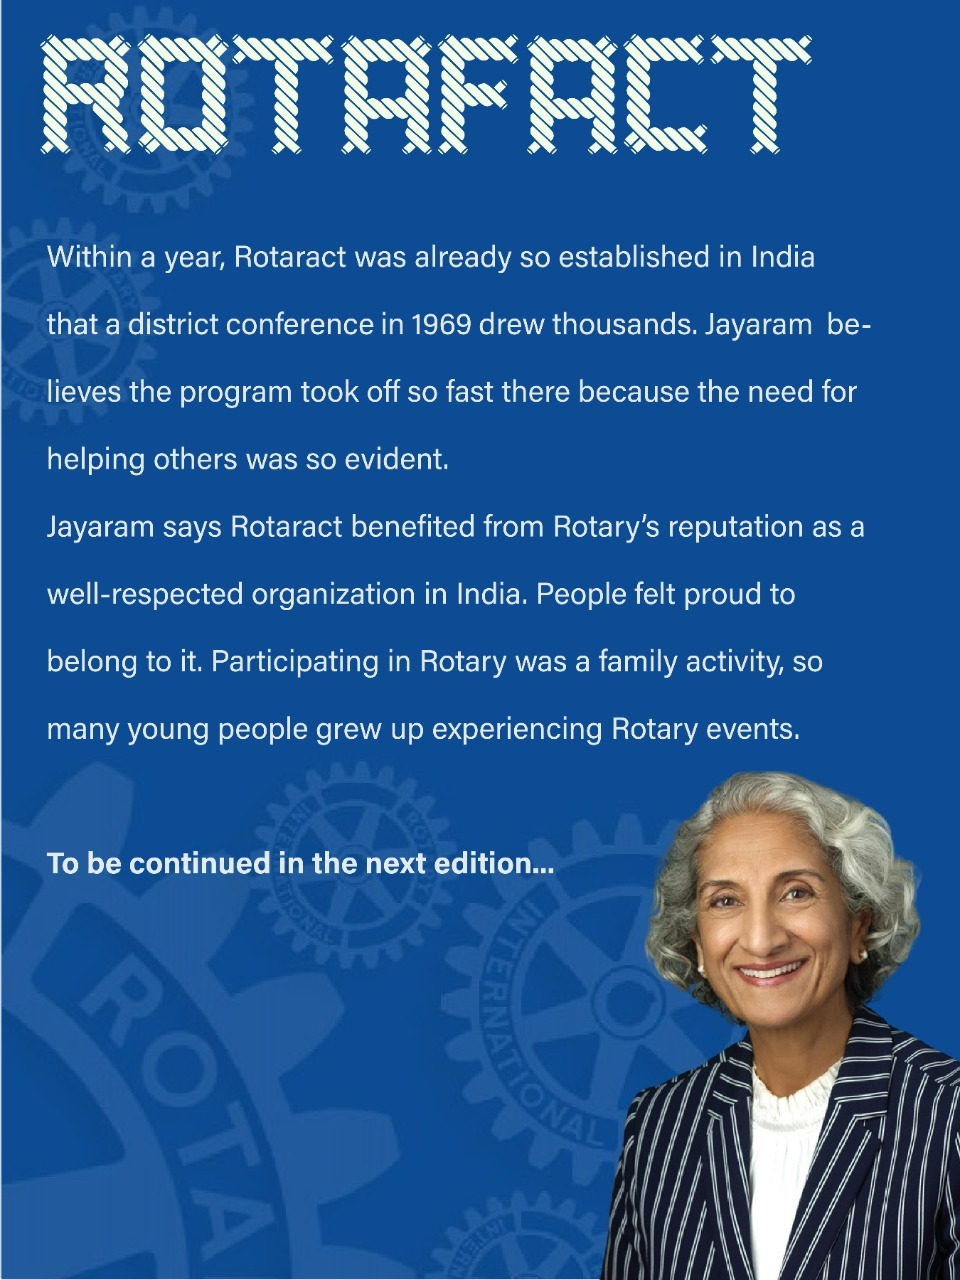 ROTAFACT
Within a year, Rotaract was already so established in India
that a district conference in 1969 drew thousands. Jayaram be-
lieves the program took off so fast there because the need for
helping others was so evident.
Jayaram says Rotaract benefited from Rotary's reputation as a
well-respected organization in India. People felt proud to
belong to it. Participating in Rotary was a family activity, so
many young people grew up experiencing Rotary events.
To be continued in the next edition...
INTERNATIONAL
ROTA